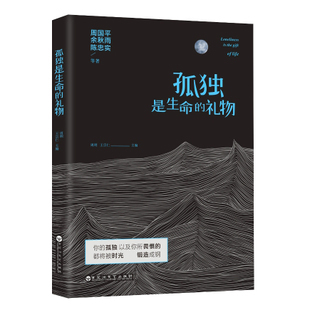 周国平
余秋雨
陈忠实
等著
Loneliness
is the gift
of life
孤独
是生命的礼物
你的孤独 以及你所畏惧的
都将被时光 锻造成钢
孤独是生命的礼物